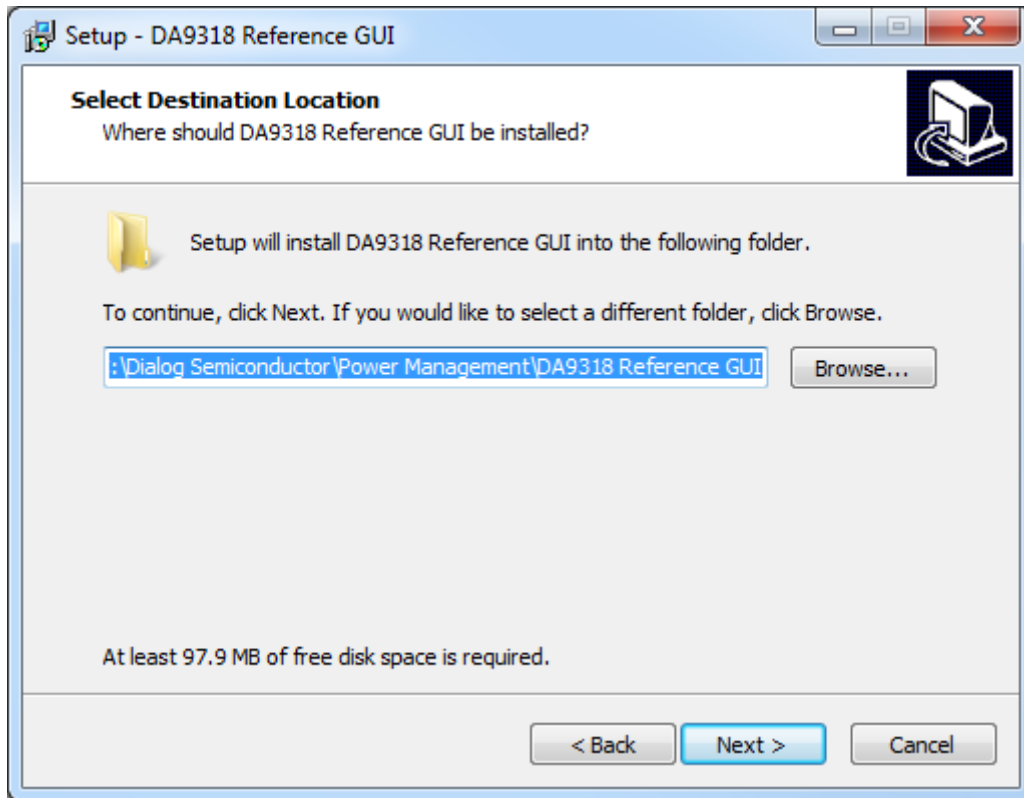 Setup - DA9318 Reference GUI
Select Destination Location
Where should DA9318 Reference GUI be installed?
Setup will install DA9318 Reference GUI into the following folder.
To continue, click Next. If you would like to select a different folder, click Browse.
:\Dialog Semiconductor\Power Management\DA9318 Reference GUI
Browse...
At least 97.9 MB of free disk space is required.
< Back
Next >
Cancel